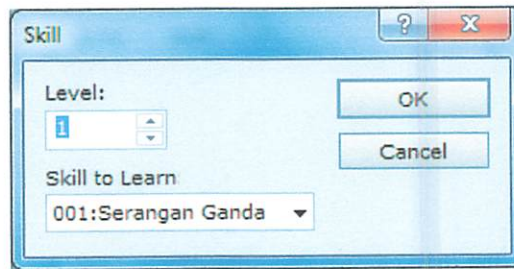 Skill
Level:
1
OK
Cancel
Skill to Learn
001:Serangan Ganda